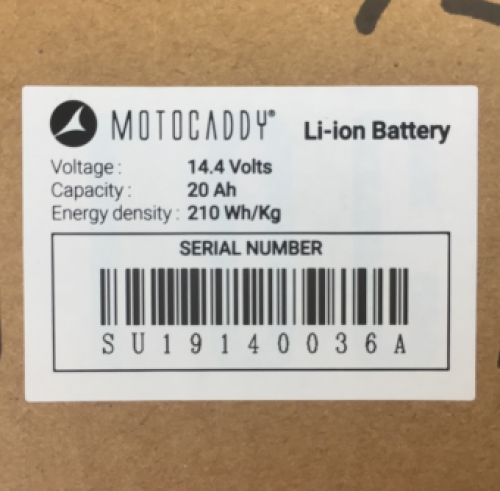 MOTOCADDY® Li-ion Battery
Voltage : 14.4 Volts
Capacity : 20 Ah
Energy density : 210 Wh/Kg
SERIAL NUMBER
SU19140036A